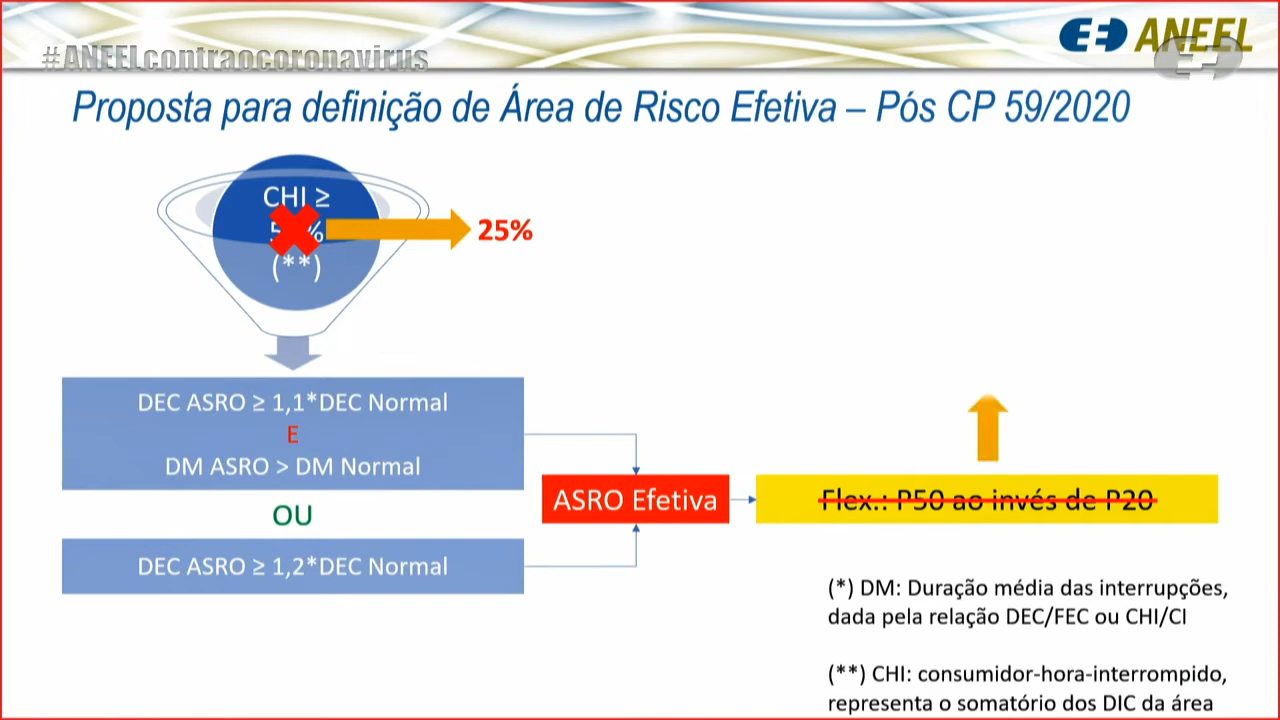 #ANEELcontraocoronavirus
ANEEL
Proposta para definição de Área de Risco Efetiva – Pós CP 59/2020
CHI ≥
%
(**)
25%
DEC ASRO ≥ 1,1*DEC Normal
E
DM ASRO > DM Normal
OU
DEC ASRO ≥ 1,2*DEC Normal
ASRO Efetiva
Flex.: P50 ao invés de P20
(*) DM: Duração média das interrupções,
dada pela relação DEC/FEC ou CHI/CI
(**) CHI: consumidor-hora-interrompido,
representa o somatório dos DIC da área